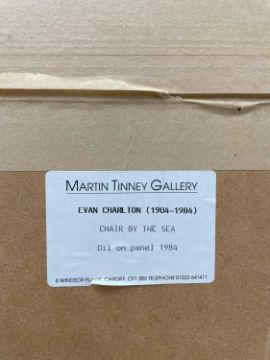 MARTIN TINNEY GALLERY
EVAN CHARLTON (1904-1984)
CHAIR BY THE SEA
Oil on panel 1984
6 WINDSOR PLACE, CARDIFF, CF1 3BX TELEPHONE 01222 641411